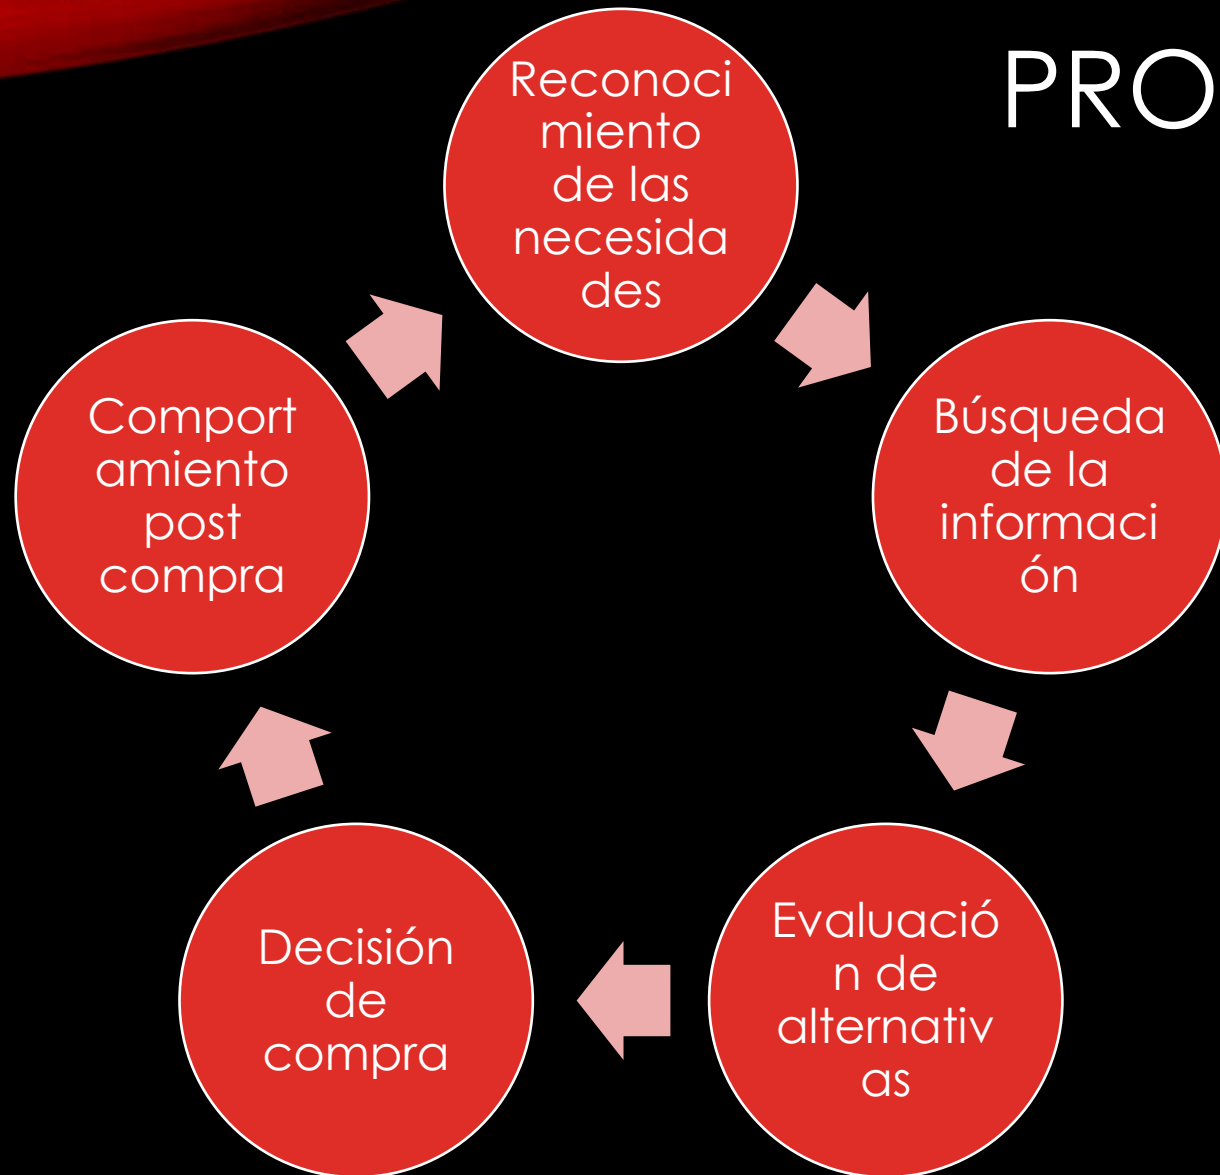 PRO
Reconoci
miento
de las
necesida
des
Búsqueda
de la
informaci
ón
Evaluació
n de
alternativ
as
Decisión
de
compra
Comport
amiento
post
compra